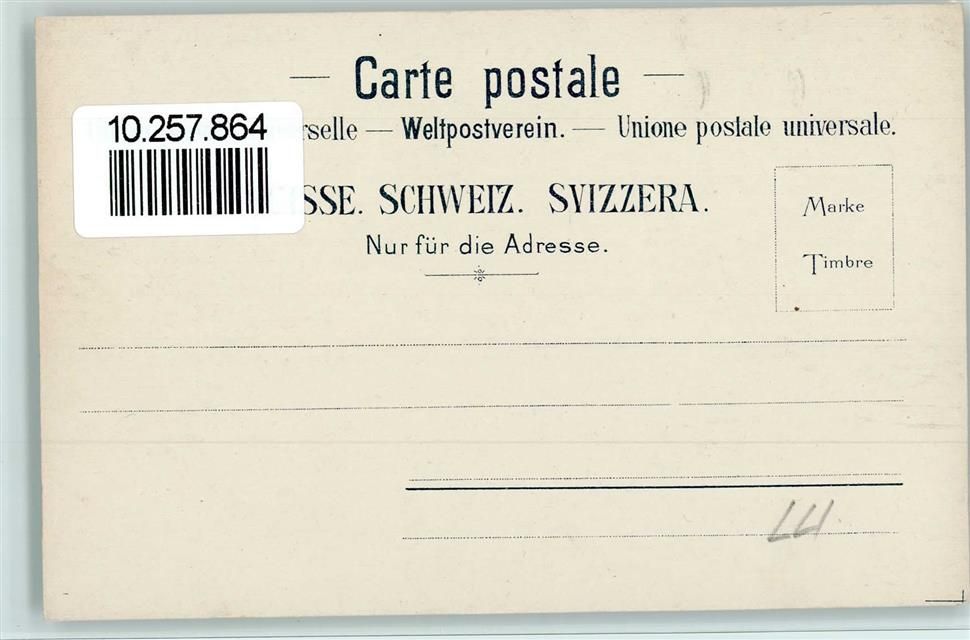 — Carte postale —
10.257.864
rselle — Weltpostverein. — Unione postale universale.
SSE. SCHWEIZ. SVIZZERA.
Nur für die Adresse.
Marke
Timbre